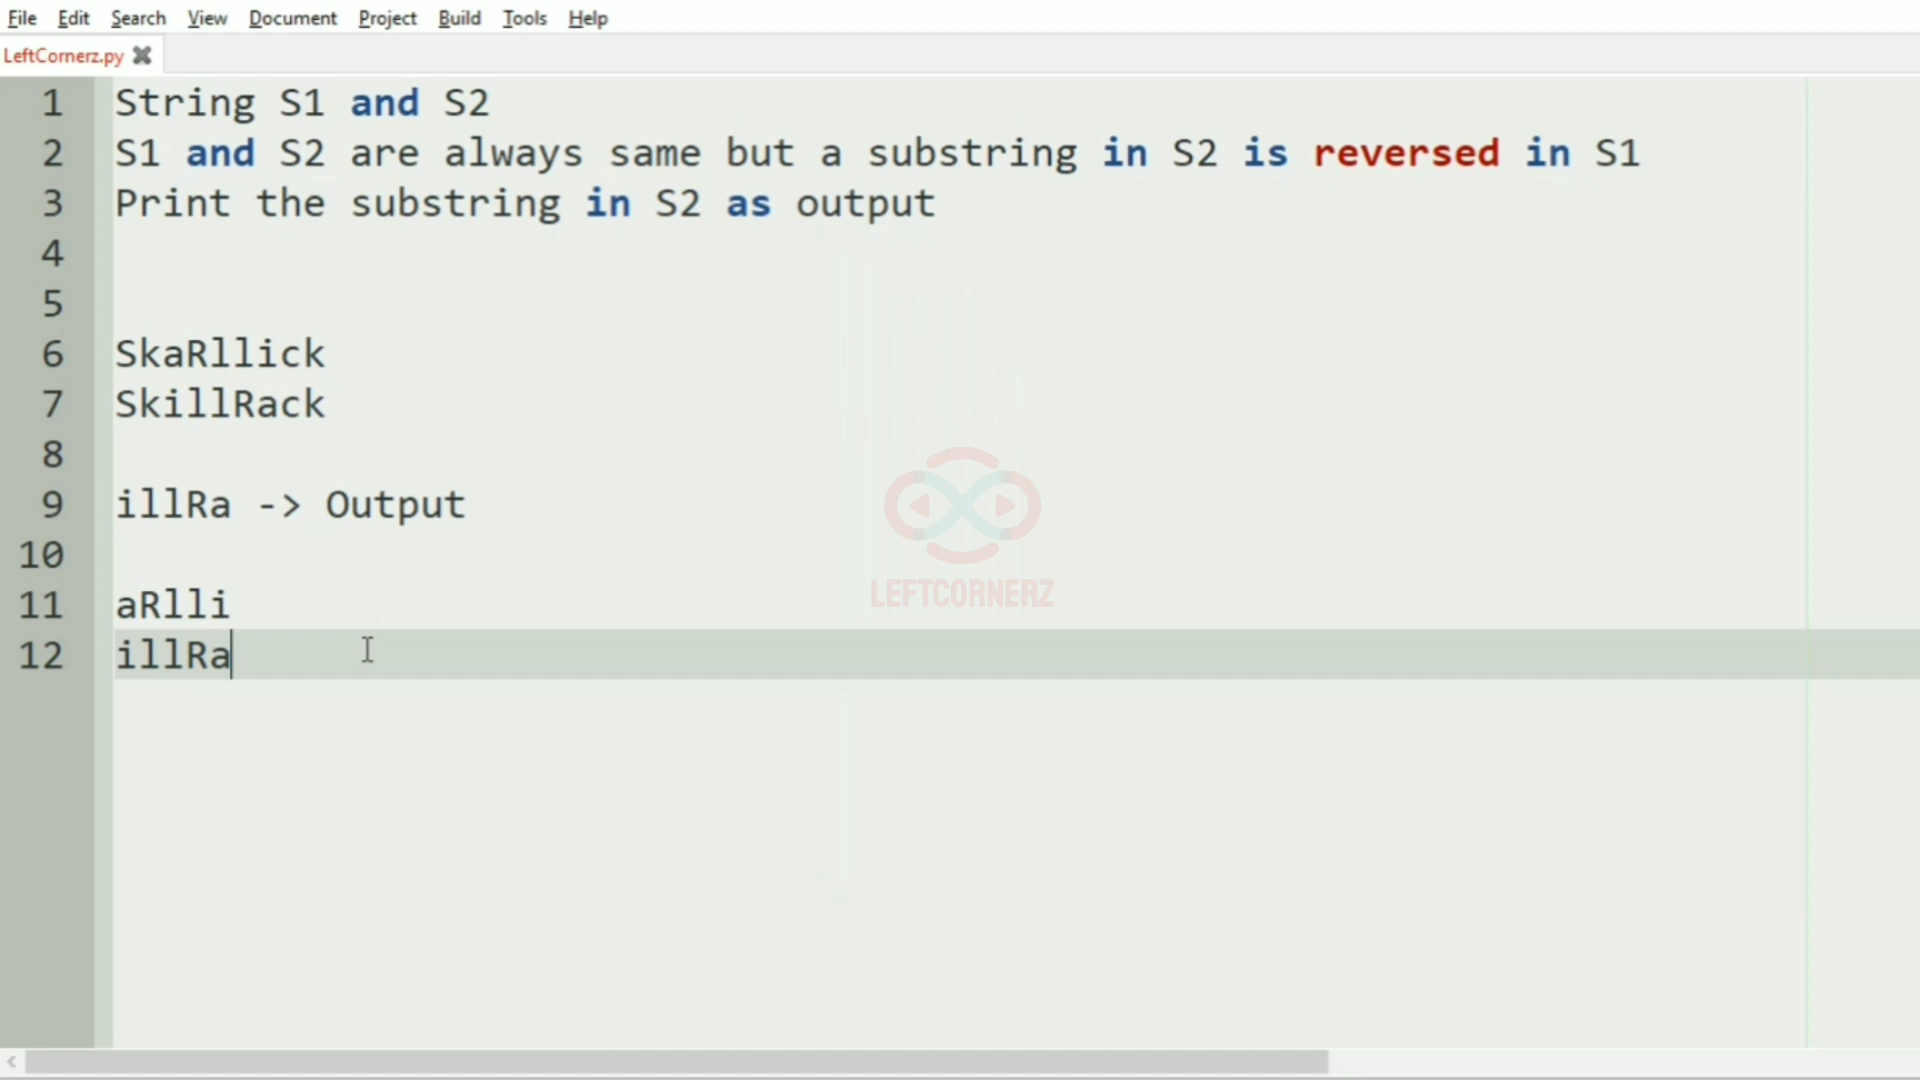 File Edit Search View Document Project Build Tools Help
LeftCornerz.py
1 String S1 and S2
2 S1 and S2 are always same but a substring in S2 is reversed in S1
3 Print the substring in S2 as output
4
5
6 SkaRllick
7 SkillRack
8
9 illRa -> Output
10
11 aRlli
12 illRa
LEFTCORNERZ